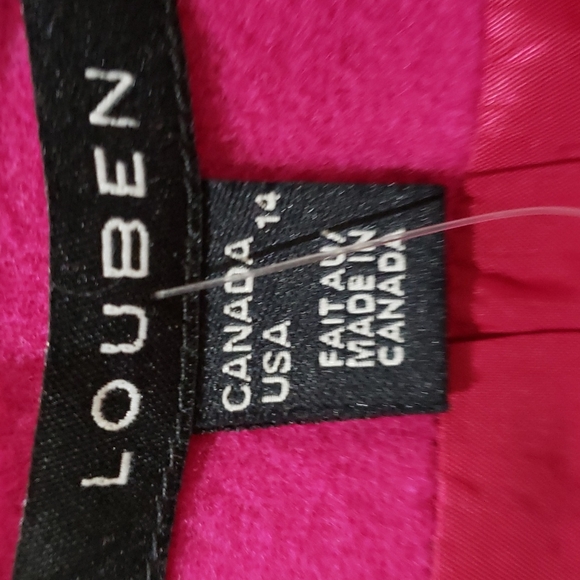 LOUBEN
CANADA
USA 14
FAIT AU/
MADE IN
CANADA